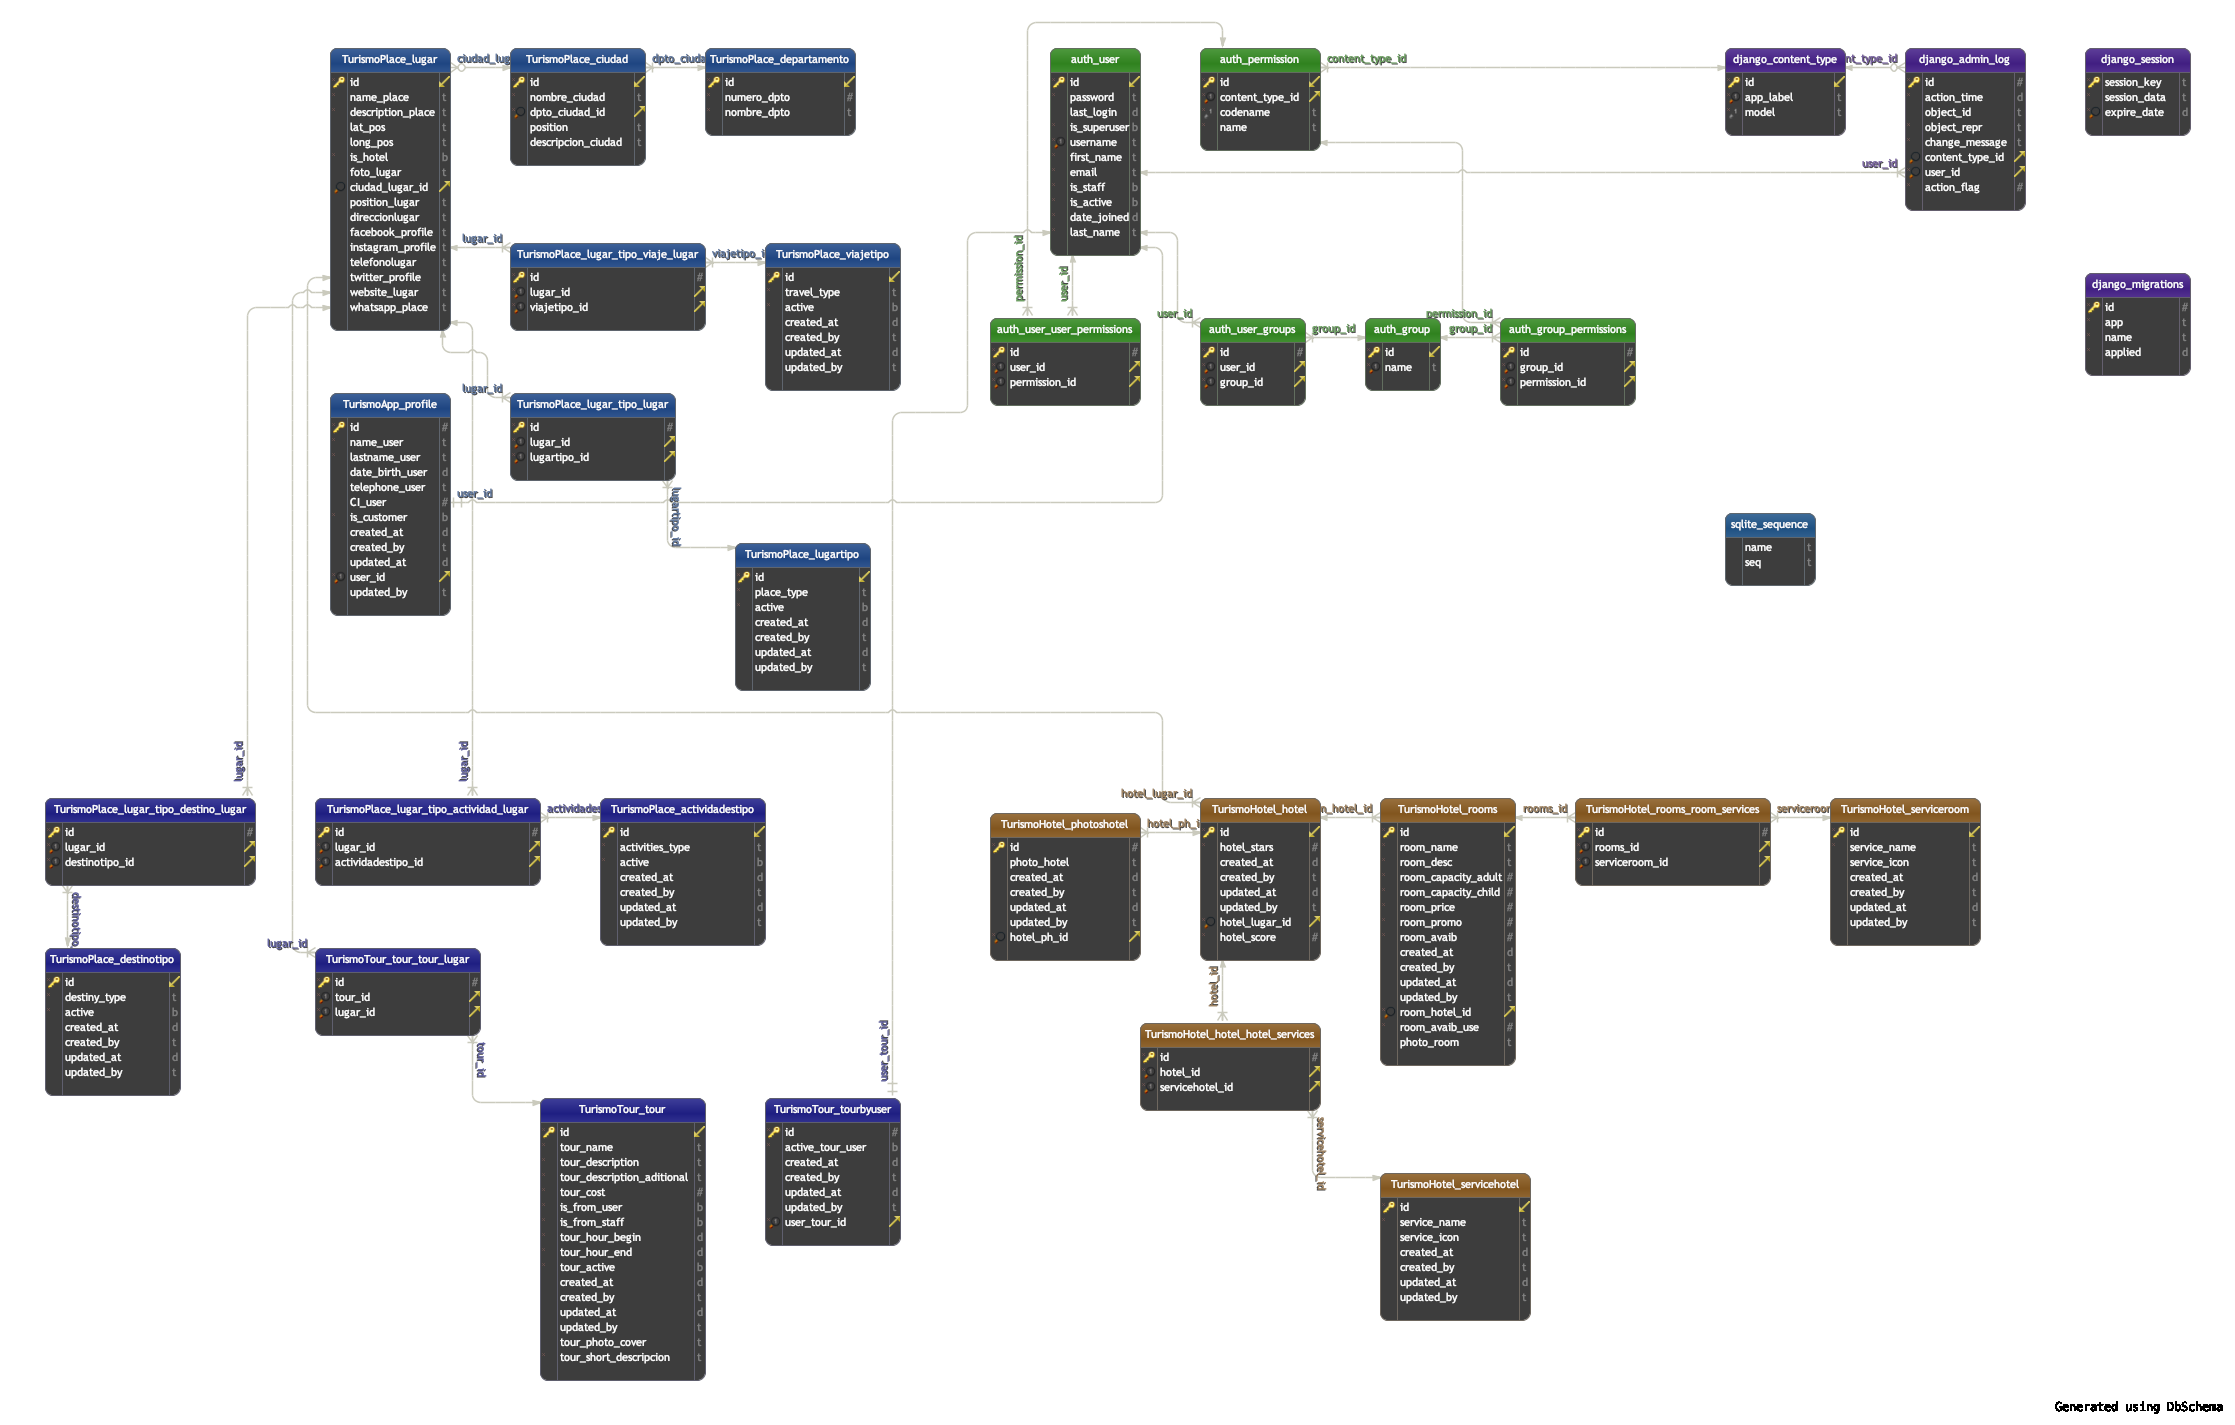 TurismoPlace_lugar
id
name_place t
description_place t
lat_pos t
long_pos t
is_hotel b
foto_lugar t
ciudad_lugar_id
position_lugar t
direccionlugar t
facebook_profile t
instagram_profile t
telefonolugar t
twitter_profile t
website_lugar t
whatsapp_place t
ciudad_lug
TurismoPlace_ciudad
id
nombre_ciudad t
dpto_ciudad_id
position t
descripcion_ciudad t
dpto_ciuda
TurismoPlace_departamento
id
numero_dpto #
nombre_dpto t
lugar_id
TurismoPlace_lugar_tipo_viaje_lugar
id #
lugar_id
viajetipo_id
viajetipo_i
TurismoPlace_viajetipo
id
travel_type t
active b
created_at d
created_by t
updated_at d
updated_by t
TurismoApp_profile
id #
name_user t
lastname_user t
date_birth_user d
telephone_user t
CI_user #
is_customer b
created_at d
created_by t
updated_at d
user_id
updated_by t
user_id
lugar_id
TurismoPlace_lugar_tipo_lugar
id #
lugar_id
lugartipo_id
lugartipo_id
TurismoPlace_lugartipo
id
place_type t
active b
created_at d
created_by t
updated_at d
updated_by t
auth_user
id
password t
last_login d
is_superuser b
username t
first_name t
email t
is_staff b
is_active b
date_joined d
last_name t
auth_permission
id
content_type_id
codename t
name t
content_type_id
django_content_type
id
app_label t
model t
nt_type_id
django_admin_log
id #
action_time d
object_id t
object_repr t
change_message t
content_type_id
user_id
action_flag #
user_id
django_session
session_key t
session_data t
expire_date d
django_migrations
id #
app t
name t
applied d
permission_id
user_id
auth_user_user_permissions
id #
user_id
permission_id
user_id
auth_user_groups
id #
user_id
group_id
group_id
auth_group
id
name t
permission_id
group_id
auth_group_permissions
id #
group_id
permission_id
sqlite_sequence
name t
seq t
lugar_id
TurismoPlace_lugar_tipo_destino_lugar
id #
lugar_id
destinotipo_id
destinotipo
TurismoPlace_destinotipo
id
destiny_type t
active b
created_at d
created_by t
updated_at d
updated_by t
lugar_id
TurismoPlace_lugar_tipo_actividad_lugar
id #
lugar_id
actividadestipo_id
actividades
TurismoPlace_actividadestipo
id
activities_type t
active b
created_at d
created_by t
updated_at d
updated_by t
lugar_id
TurismoTour_tour_tour_lugar
id #
tour_id
lugar_id
tour_id
TurismoTour_tour
id
tour_name t
tour_description t
tour_description_aditional t
tour_cost #
is_from_user b
is_from_staff b
tour_hour_begin d
tour_hour_end d
tour_active b
created_at d
created_by t
updated_at d
updated_by t
tour_photo_cover t
tour_short_descripcion t
user_tour_id
TurismoTour_tourbyuser
id #
active_tour_user b
created_at d
created_by t
updated_at d
updated_by t
user_tour_id
TurismoHotel_photoshotel
id #
photo_hotel t
created_at d
created_by t
updated_at d
updated_by t
hotel_ph_id
hotel_ph_i
hotel_lugar_id
TurismoHotel_hotel
id
hotel_stars #
created_at d
created_by t
updated_at d
updated_by t
hotel_lugar_id
hotel_score #
m_hotel_id
TurismoHotel_rooms
id
room_name t
room_desc t
room_capacity_adult #
room_capacity_child #
room_price #
room_promo #
room_avaib #
created_at d
created_by t
updated_at d
updated_by t
room_hotel_id
room_avaib_use #
photo_room t
rooms_id
TurismoHotel_rooms_room_services
id #
rooms_id
serviceroom_id
serviceroor
TurismoHotel_serviceroom
id
service_name t
service_icon t
created_at d
created_by t
updated_at d
updated_by t
hotel_id
TurismoHotel_hotel_hotel_services
id #
hotel_id
servicehotel_id
servicehotel_id
TurismoHotel_servicehotel
id
service_name t
service_icon t
created_at d
created_by t
updated_at d
updated_by t
Generated using DbSchema